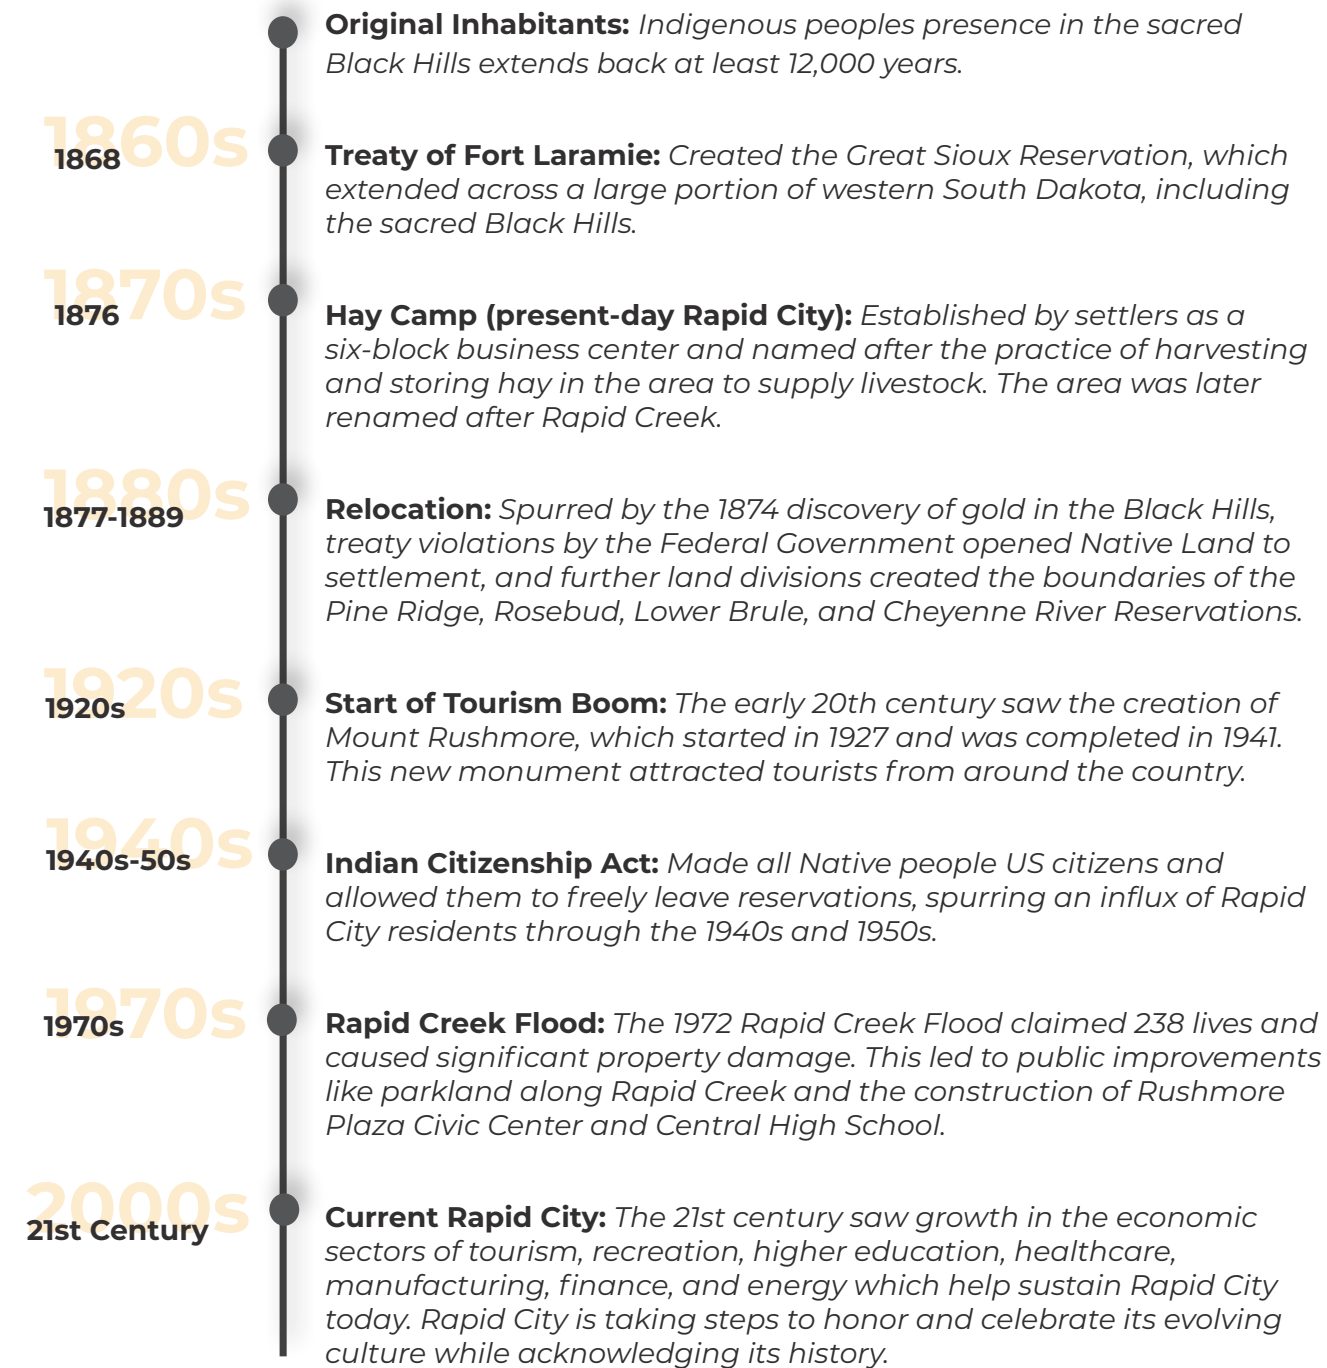 Original Inhabitants: Indigenous peoples presence in the sacred
Black Hills extends back at least 12,000 years.
1860s
1868
Treaty of Fort Laramie: Created the Great Sioux Reservation, which
extended across a large portion of western South Dakota, including
the sacred Black Hills.
1870s
1876
Hay Camp (present-day Rapid City): Established by settlers as a
six-block business center and named after the practice of harvesting
and storing hay in the area to supply livestock. The area was later
renamed after Rapid Creek.
1880s
1877-1889
Relocation: Spurred by the 1874 discovery of gold in the Black Hills,
treaty violations by the Federal Government opened Native Land to
settlement, and further land divisions created the boundaries of the
Pine Ridge, Rosebud, Lower Brule, and Cheyenne River Reservations.
1920s
1920s
Start of Tourism Boom: The early 20th century saw the creation of
Mount Rushmore, which started in 1927 and was completed in 1941.
This new monument attracted tourists from around the country.
1940s
1940s-50s
Indian Citizenship Act: Made all Native people US citizens and
allowed them to freely leave reservations, spurring an influx of Rapid
City residents through the 1940s and 1950s.
1970s
1970s
Rapid Creek Flood: The 1972 Rapid Creek Flood claimed 238 lives and
caused significant property damage. This led to public improvements
like parkland along Rapid Creek and the construction of Rushmore
Plaza Civic Center and Central High School.
2000s
21st Century
Current Rapid City: The 21st century saw growth in the economic
sectors of tourism, recreation, higher education, healthcare,
manufacturing, finance, and energy which help sustain Rapid City
today. Rapid City is taking steps to honor and celebrate its evolving
culture while acknowledging its history.